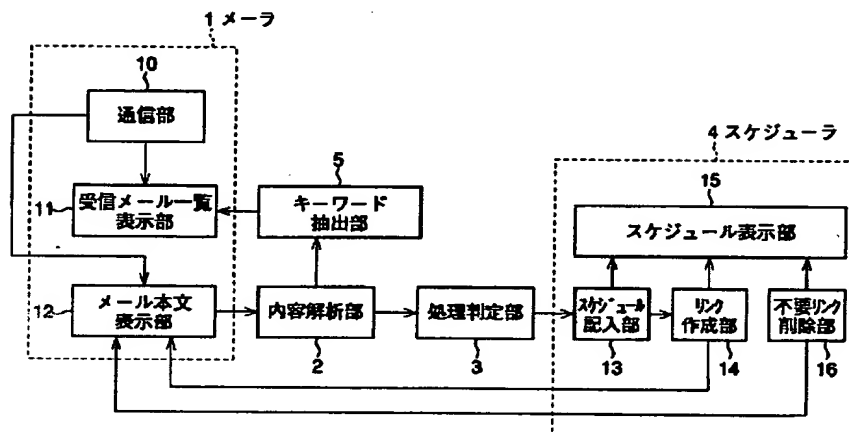 1 メーラ
10
通信部
4 スケジューラ
5
15
11
受信メール一覧
表示部
キーワード
抽出部
スケジュール表示部
12
メール本文
表示部
内容解析部
処理判定部
スケジュール
記入部
リンク
作成部
不要リンク
削除部
2
3
13
14
16